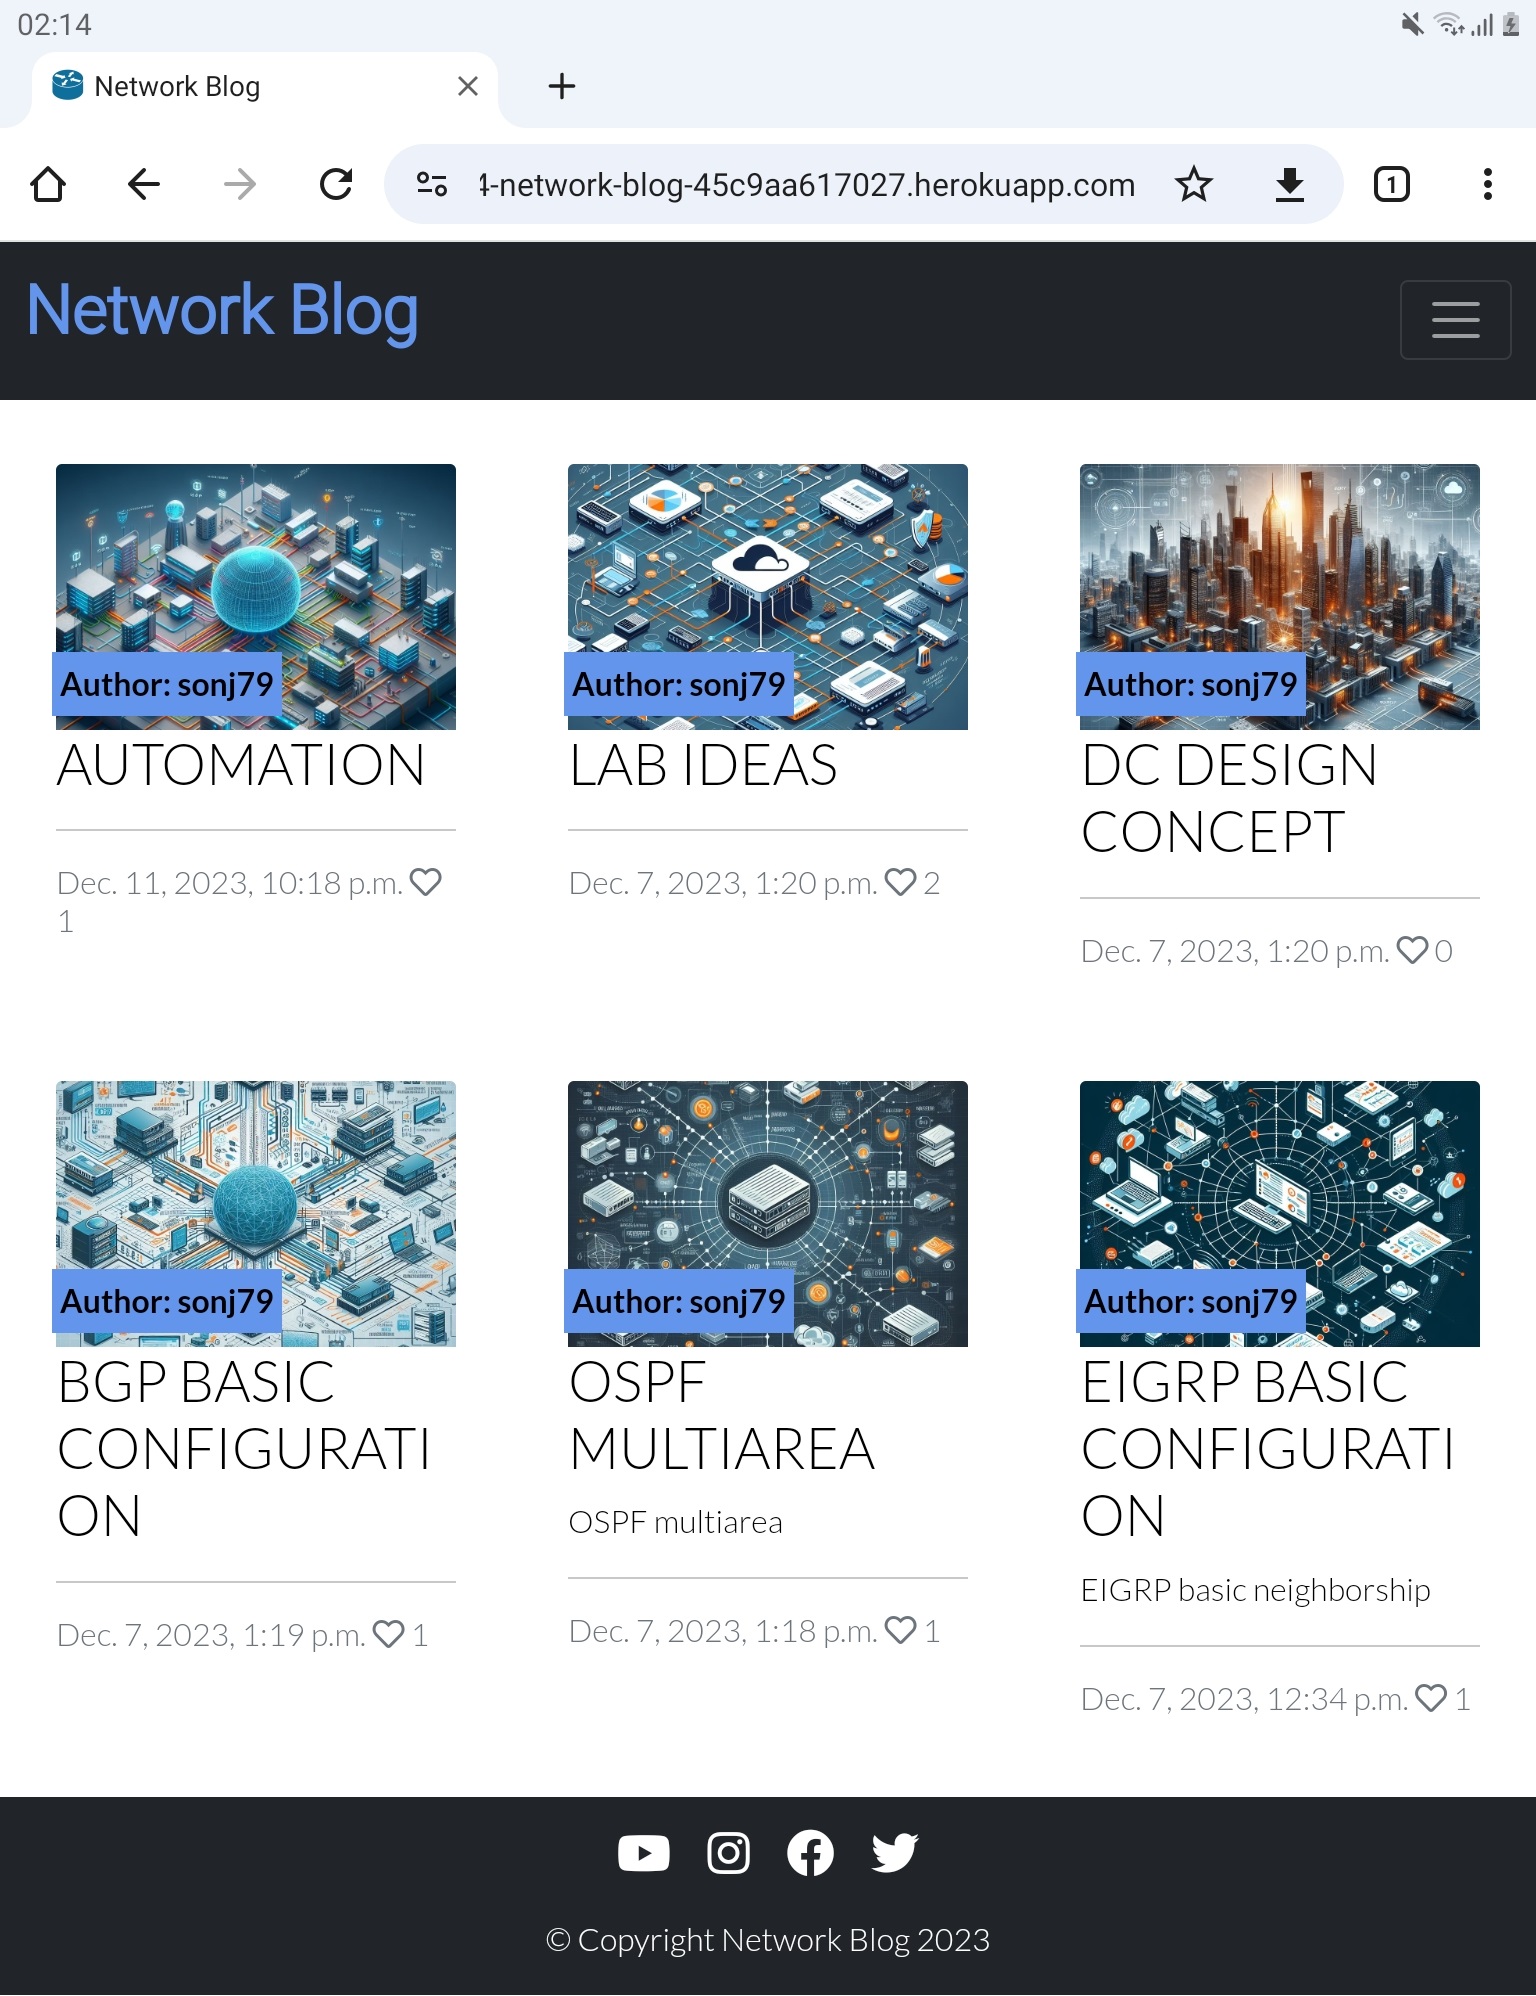 02:14
Network Blog
4-network-blog-45c9aa617027.herokuapp.com
1
Network Blog
Author: sonj79
AUTOMATION
Dec. 11, 2023, 10:18 p.m.
1
Author: sonj79
LAB IDEAS
Dec. 7, 2023, 1:20 p.m. 2
Author: sonj79
DC DESIGN
CONCEPT
Dec. 7, 2023, 1:20 p.m. 0
Author: sonj79
BGP BASIC
CONFIGURATI
ON
Dec. 7, 2023, 1:19 p.m. 1
Author: sonj79
OSPF
MULTIAREA
OSPF multiarea
Dec. 7, 2023, 1:18 p.m. 1
Author: sonj79
EIGRP BASIC
CONFIGURATI
ON
EIGRP basic neighborship
Dec. 7, 2023, 12:34 p.m. 1
© Copyright Network Blog 2023